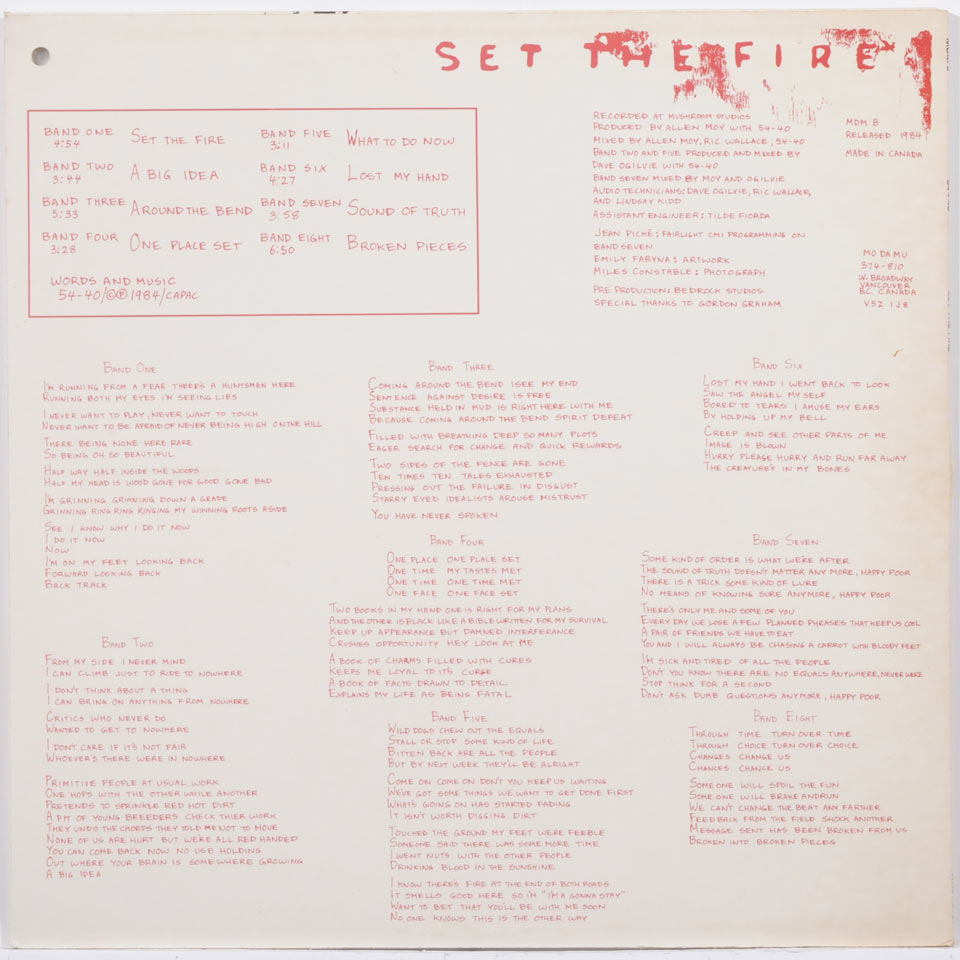 SET THE FIRE
BAND ONE
4:54
SET THE FIRE
BAND TWO
3:44
A BIG IDEA
BAND THREE
5:33
AROUND THE BEND
BAND FOUR
3:28
ONE PLACE SET
BAND FIVE
3:11
WHAT TO DO NOW
BAND SIX
4:27
LOST MY HAND
BAND SEVEN
3:58
SOUND OF TRUTH
BAND EIGHT
6:50
BROKEN PIECES
WORDS AND MUSIC
54-40/©℗1984/CAPAC
RECORDED AT MUSHROOM STUDIOS
PRODUCED BY ALLEN MOY WITH 54-40
MIXED BY ALLEN MOY, RIC WALLACE, 54-40
BAND TWO AND FIVE PRODUCED AND MIXED BY
DAVE OGILVIE WITH 54-40
BAND SEVEN MIXED BY MOY AND OGILVIE
AUDIO TECHNICIANS: DAVE OGILVIE, RIC WALLACE,
AND LINDSAY KIDD
ASSISTANT ENGINEER: TILDE FIORDA
JEAN PICHÉ: FAIRLIGHT CMI PROGRAMMING ON
BAND SEVEN
EMILY FARYNA: ARTWORK
MILES CONSTABLE: PHOTOGRAPH
PRE PRODUCTION: BEDROCK STUDIOS
SPECIAL THANKS TO GORDON GRAHAM
MDM 8
RELEASED 1984
MADE IN CANADA
MO DA MU
374-810
W. BROADWAY
VANCOUVER
BC. CANADA
V5Z 1J8
BAND ONE
I'M RUNNING FROM A FEAR THERE'S A HUNTSMAN HERE
RUNNING BOTH MY EYES I'M SEEING LIES
I NEVER WANT TO PLAY, NEVER WANT TO TOUCH
NEVER WANT TO BE AFRAID OF NEVER BEING HIGH ON THE HILL
THERE BEING NONE HERE RARE
SO BEING OH SO BEAUTIFUL
HALF WAY HALF INSIDE THE WOODS
HALF MY HEAD IS WOOD GONE FOR GOOD GONE BAD
I'M GRINNING GRINNING DOWN A GRADE
GRINNING RING RING RINGING MY WINNING ROOTS ASIDE
SEE I KNOW WHY I DO IT NOW
I DO IT NOW
NOW
I'M ON MY FEET LOOKING BACK
FORWARD LOOKING BACK
BACK TRACK
BAND TWO
FROM MY SIDE I NEVER MIND
I CAN CLIMB JUST TO RIDE TO NOWHERE
I DON'T THINK ABOUT A THING
I CAN BRING ON ANYTHING FROM NOWHERE
CRITICS WHO NEVER DO
WANTED TO GET TO NOWHERE
I DON'T CARE IF IT'S NOT FAIR
WHOEVER'S THERE WERE IN NOWHERE
PRIMITIVE PEOPLE AT USUAL WORK
ONE HOPS WITH THE OTHER WHILE ANOTHER
PRETENDS TO SPRINKLE RED HOT DIRT
A PIT OF YOUNG BREEDERS CHECK THIER WORK
THEY UNDO THE CHORDS THEY TOLD ME NOT TO MOVE
NONE OF US ARE HURT BUT WE'RE ALL RED HANDED
YOU CAN COME BACK NOW NO USE HOLDING
OUT WHERE YOUR BRAIN IS SOMEWHERE GROWING
A BIG IDEA
BAND THREE
COMING AROUND THE BEND I SEE MY END
SENTENCE AGAINST DESIRE IS FREE
SUBSTANCE HELD IN MUD IS RIGHT HERE WITH ME
BECAUSE COMING AROUND THE BEND SPIRIT DEFEAT
FILLED WITH BREATHING DEEP SO MANY PLOTS
EAGER SEARCH FOR CHANGE AND QUICK REWARDS
TWO SIDES OF THE FENCE ARE GONE
TEN TIMES TEN TALES EXHAUSTED
PRESSING OUT THE FAILURE IN DISGUST
STARRY EYED IDEALISTS AROUSE MISTRUST
YOU HAVE NEVER SPOKEN
BAND FOUR
ONE PLACE ONE PLACE SET
ONE TIME MY TASTES MET
ONE TIME ONE TIME MET
ONE FACE ONE FACE SET
TWO BOOKS IN MY HAND ONE IS RIGHT FOR MY PLANS
AND THE OTHER IS BLACK LIKE A BIBLE WRITTEN FOR MY SURVIVAL
KEEP UP APPEARANCE BUT DAMNED INTERFERANCE
CRUSHES OPPORTUNITY HEY LOOK AT ME
A BOOK OF CHARMS FILLED WITH CURES
KEEPS ME LOYAL TO IT'S CURSE
A BOOK OF FACTS DRAWN TO DETAIL
EXPLAINS MY LIFE AS BEING FATAL
BAND FIVE
WILD DOGS CHEW OUT THE EQUALS
STALL OR STOP SOME KIND OF LIFE
BITTEN BACK ARE ALL THE PEOPLE
BUT BY NEXT WEEK THEY'LL BE ALRIGHT
COME ON COME ON DON'T YOU KEEP US WAITING
WE'VE GOT SOME THINGS WE WANT TO GET DONE FIRST
WHAT'S GOING ON HAS STARTED FADING
IT ISN'T WORTH DIGGING DIRT
TOUCHED THE GROUND MY FEET WERE FEEBLE
SOMEONE SAID THERE WAS SOME MORE TIME
I WENT NUTS WITH THE OTHER PEOPLE
DRINKING BLOOD IN THE SUNSHINE
I KNOW THERE'S FIRE AT THE END OF BOTH ROADS
IT SMELLS GOOD HERE SO I'M "I'M A GONNA STAY"
WANT TO BET THAT YOU'LL BE WITH ME SOON
NO ONE KNOWS THIS IS THE OTHER WAY
BAND SIX
LOST MY HAND I WENT BACK TO LOOK
SAW THE ANGEL MY SELF
BORED TO TEARS I AMUSE MY EARS
BY HOLDING UP MY BELL
CREEP AND SEE OTHER PARTS OF ME
IMAGE IS BLOWN
HURRY PLEASE HURRY AND RUN FAR AWAY
THE CREATURE'S IN MY BONES
BAND SEVEN
SOME KIND OF ORDER IS WHAT WE'RE AFTER
THE SOUND OF TRUTH DOESN'T MATTER ANY MORE, HAPPY POOR
THERE IS A TRICK SOME KIND OF LURE
NO MEANS OF KNOWING SURE ANYMORE, HAPPY POOR
THERE'S ONLY ME AND SOME OF YOU
EVERY DAY WE LOSE A FEW PLANNED PHRASES THAT KEEP US COOL
A PAIR OF FRIENDS WE HAVE TO EAT
YOU AND I WILL ALWAYS BE CHASING A CARROT WITH BLOODY FEET
I'M SICK AND TIRED OF ALL THE PEOPLE
DON'T YOU KNOW THERE ARE NO EQUALS ANYWHERE, NEVER WERE
STOP THINK FOR A SECOND
DON'T ASK DUMB QUESTIONS ANYMORE, HAPPY POOR
BAND EIGHT
THROUGH TIME TURN OVER TIME
THROUGH CHOICE TURN OVER CHOICE
CHANGES CHANGE US
CHANCES CHANGE US
SOMEONE WILL SPOIL THE FUN
SOME ONE WILL BRAKE AND RUN
WE CAN'T CHANGE THE BEAT ANY FARTHER
FEEDBACK FROM THE FIELD SHOCK ANOTHER
MESSAGE SENT HAS BEEN BROKEN FROM US
BROKEN INTO BROKEN PIECES